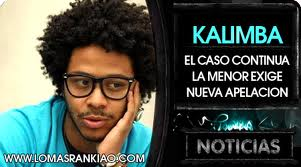 KALIMBA
EL CASO CONTINUA
LA MENOR EXIGE
NUEVA APELACION
NOTICIAS
WWW.LOMASRANKIAO.COM